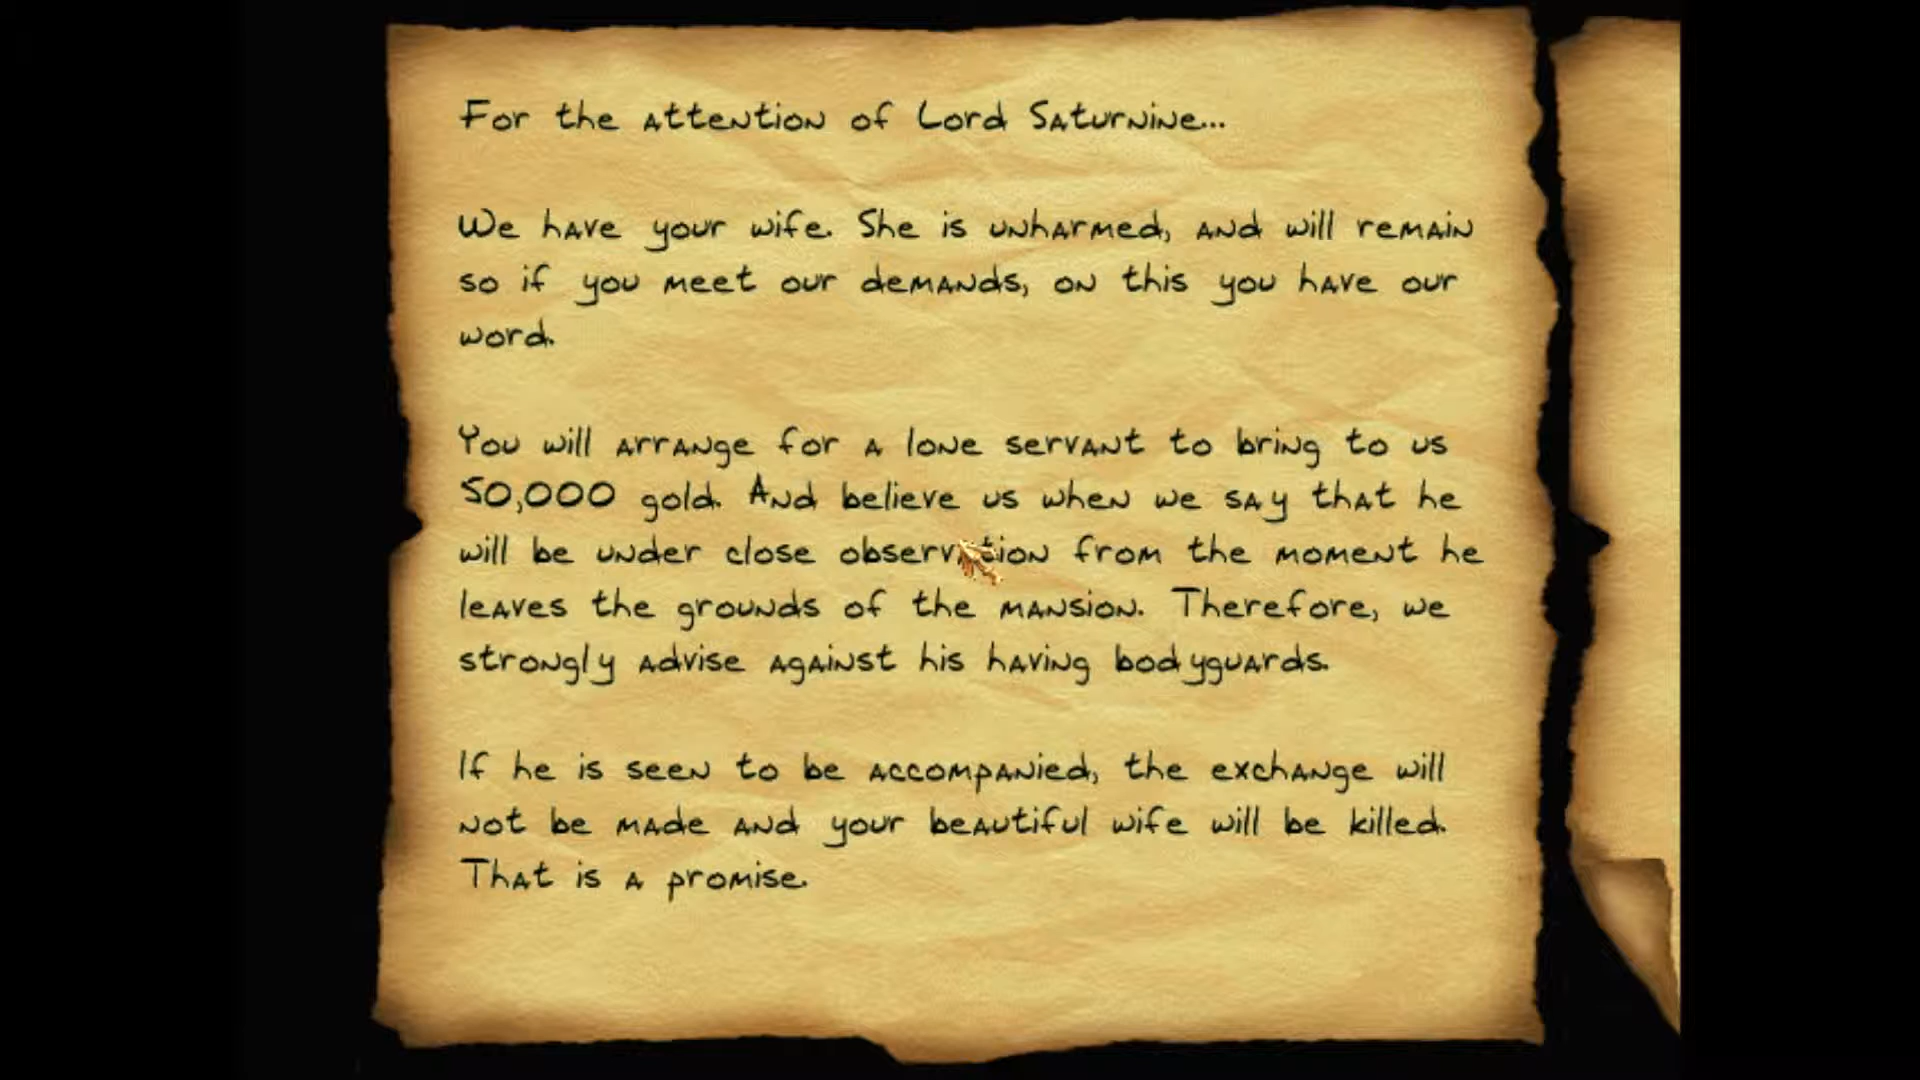 For the attention of Lord Saturnine...
We have your wife. She is unharmed, and will remain
so if you meet our demands, on this you have our
word.
You will arrange for a lone servant to bring to us
50,000 gold. And believe us when we say that he
will be under close observation from the moment he
leaves the grounds of the mansion. Therefore, we
strongly advise against his having bodyguards.
If he is seen to be accompanied, the exchange will
not be made and your beautiful wife will be killed.
That is a promise.